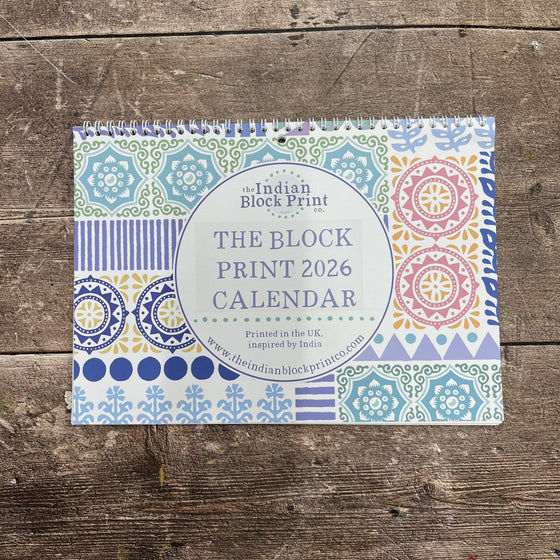 the Indian
Block Print
co.
THE BLOCK
PRINT 2026
CALENDAR
Printed in the UK,
inspired by India
www.theindianblockprintco.com